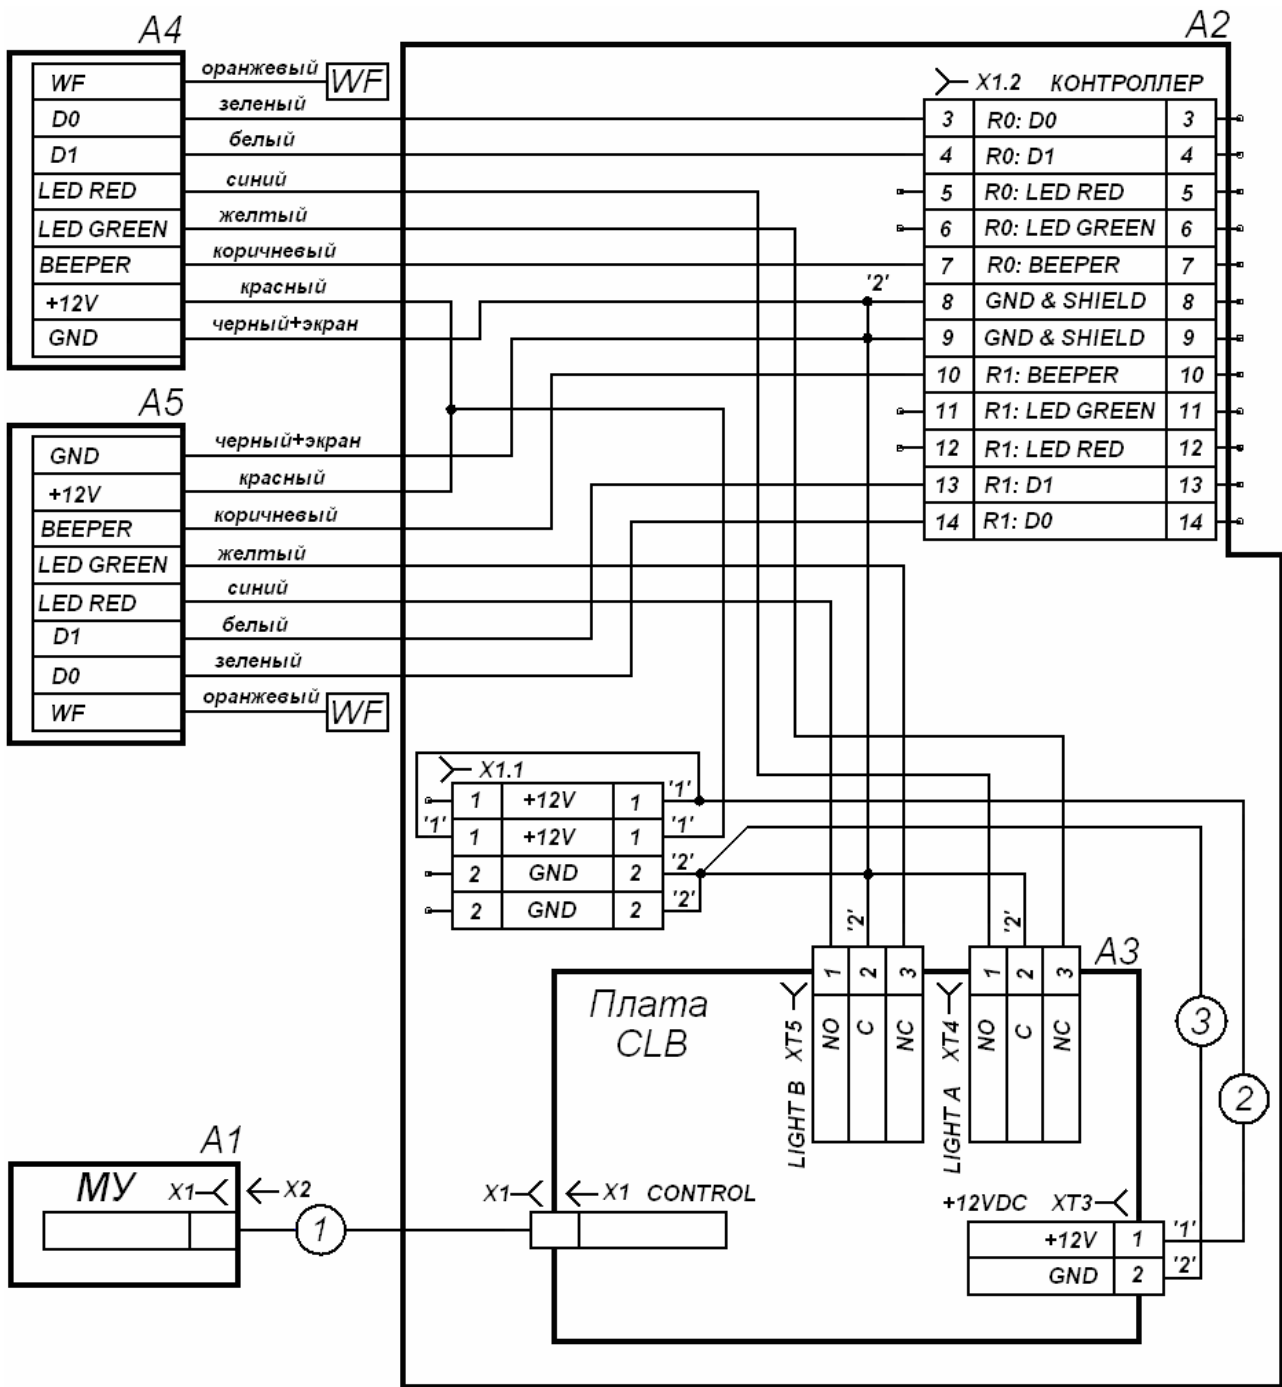 A4
WF
D0
D1
LED RED
LED GREEN
BEEPER
+12V
GND
оранжевый
WF
зеленый
белый
синий
желтый
коричневый
красный
черный+экран
A2
X1.2 КОНТРОЛЛЕР
3 R0: D0 3
4 R0: D1 4
5 R0: LED RED 5
6 R0: LED GREEN 6
7 R0: BEEPER 7
'2'
8 GND & SHIELD 8
9 GND & SHIELD 9
10 R1: BEEPER 10
11 R1: LED GREEN 11
12 R1: LED RED 12
13 R1: D1 13
14 R1: D0 14
A5
GND
+12V
BEEPER
LED GREEN
LED RED
D1
D0
WF
черный+экран
красный
коричневый
желтый
синий
белый
зеленый
оранжевый
WF
X1.1
1 +12V 1 '1'
'1' 1 +12V 1 '1'
2 GND 2 '2'
2 GND 2 '2'
'2'
'2'
A3
Плата
CLB
1 2 3
NO C NC
LIGHT B XT5
1 2 3
NO C NC
LIGHT A XT4
3
2
A1
МУ X1
X2
1
X1
X1 CONTROL
+12VDC XT3
+12V 1 '1'
GND 2 '2'